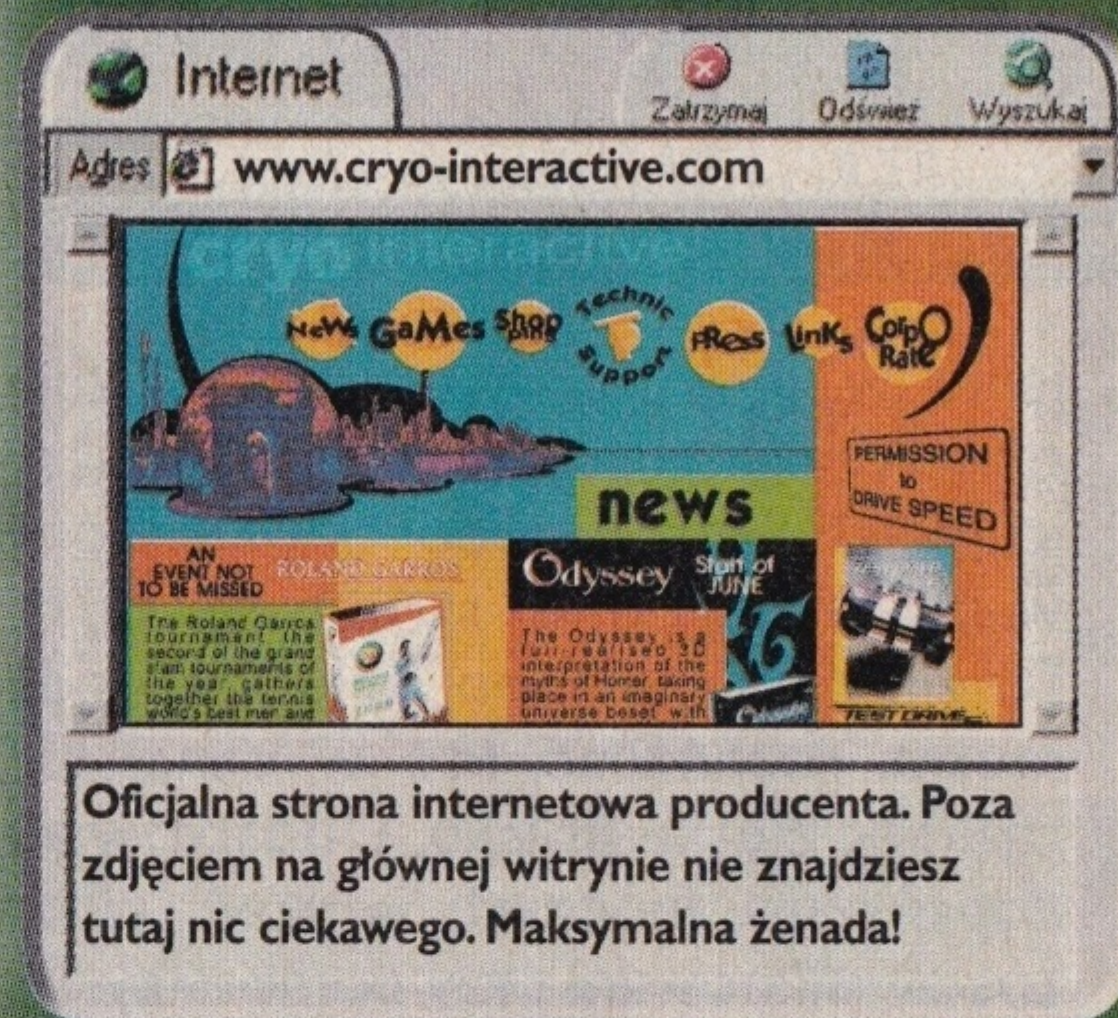 Internet
Zatrzymaj Odśwież Wyszukaj
Adres www.cryo-interactive.com
cryo interactive
NeWs GaMes Shopping Technic Support PRess LinKs CorpORate
PERMISSION
to
DRIVE SPEED
news
AN
EVENT NOT
TO BE MISSED
ROLAND GARROS
Odyssey
Start of
JUNE
The Roland Garros
tournament, the
second of the grand
slam tournaments of
the year, gathers
together the tennis
world's best men and
The Odyssey is a
full-realised 3D
interpretation of the
myths of Homer, taking
place in an imaginary
universe beset with
TEST DRIVE
Oficjalna strona internetowa producenta. Poza
zdjęciem na głównej witrynie nie znajdziesz
tutaj nic ciekawego. Maksymalna żenada!